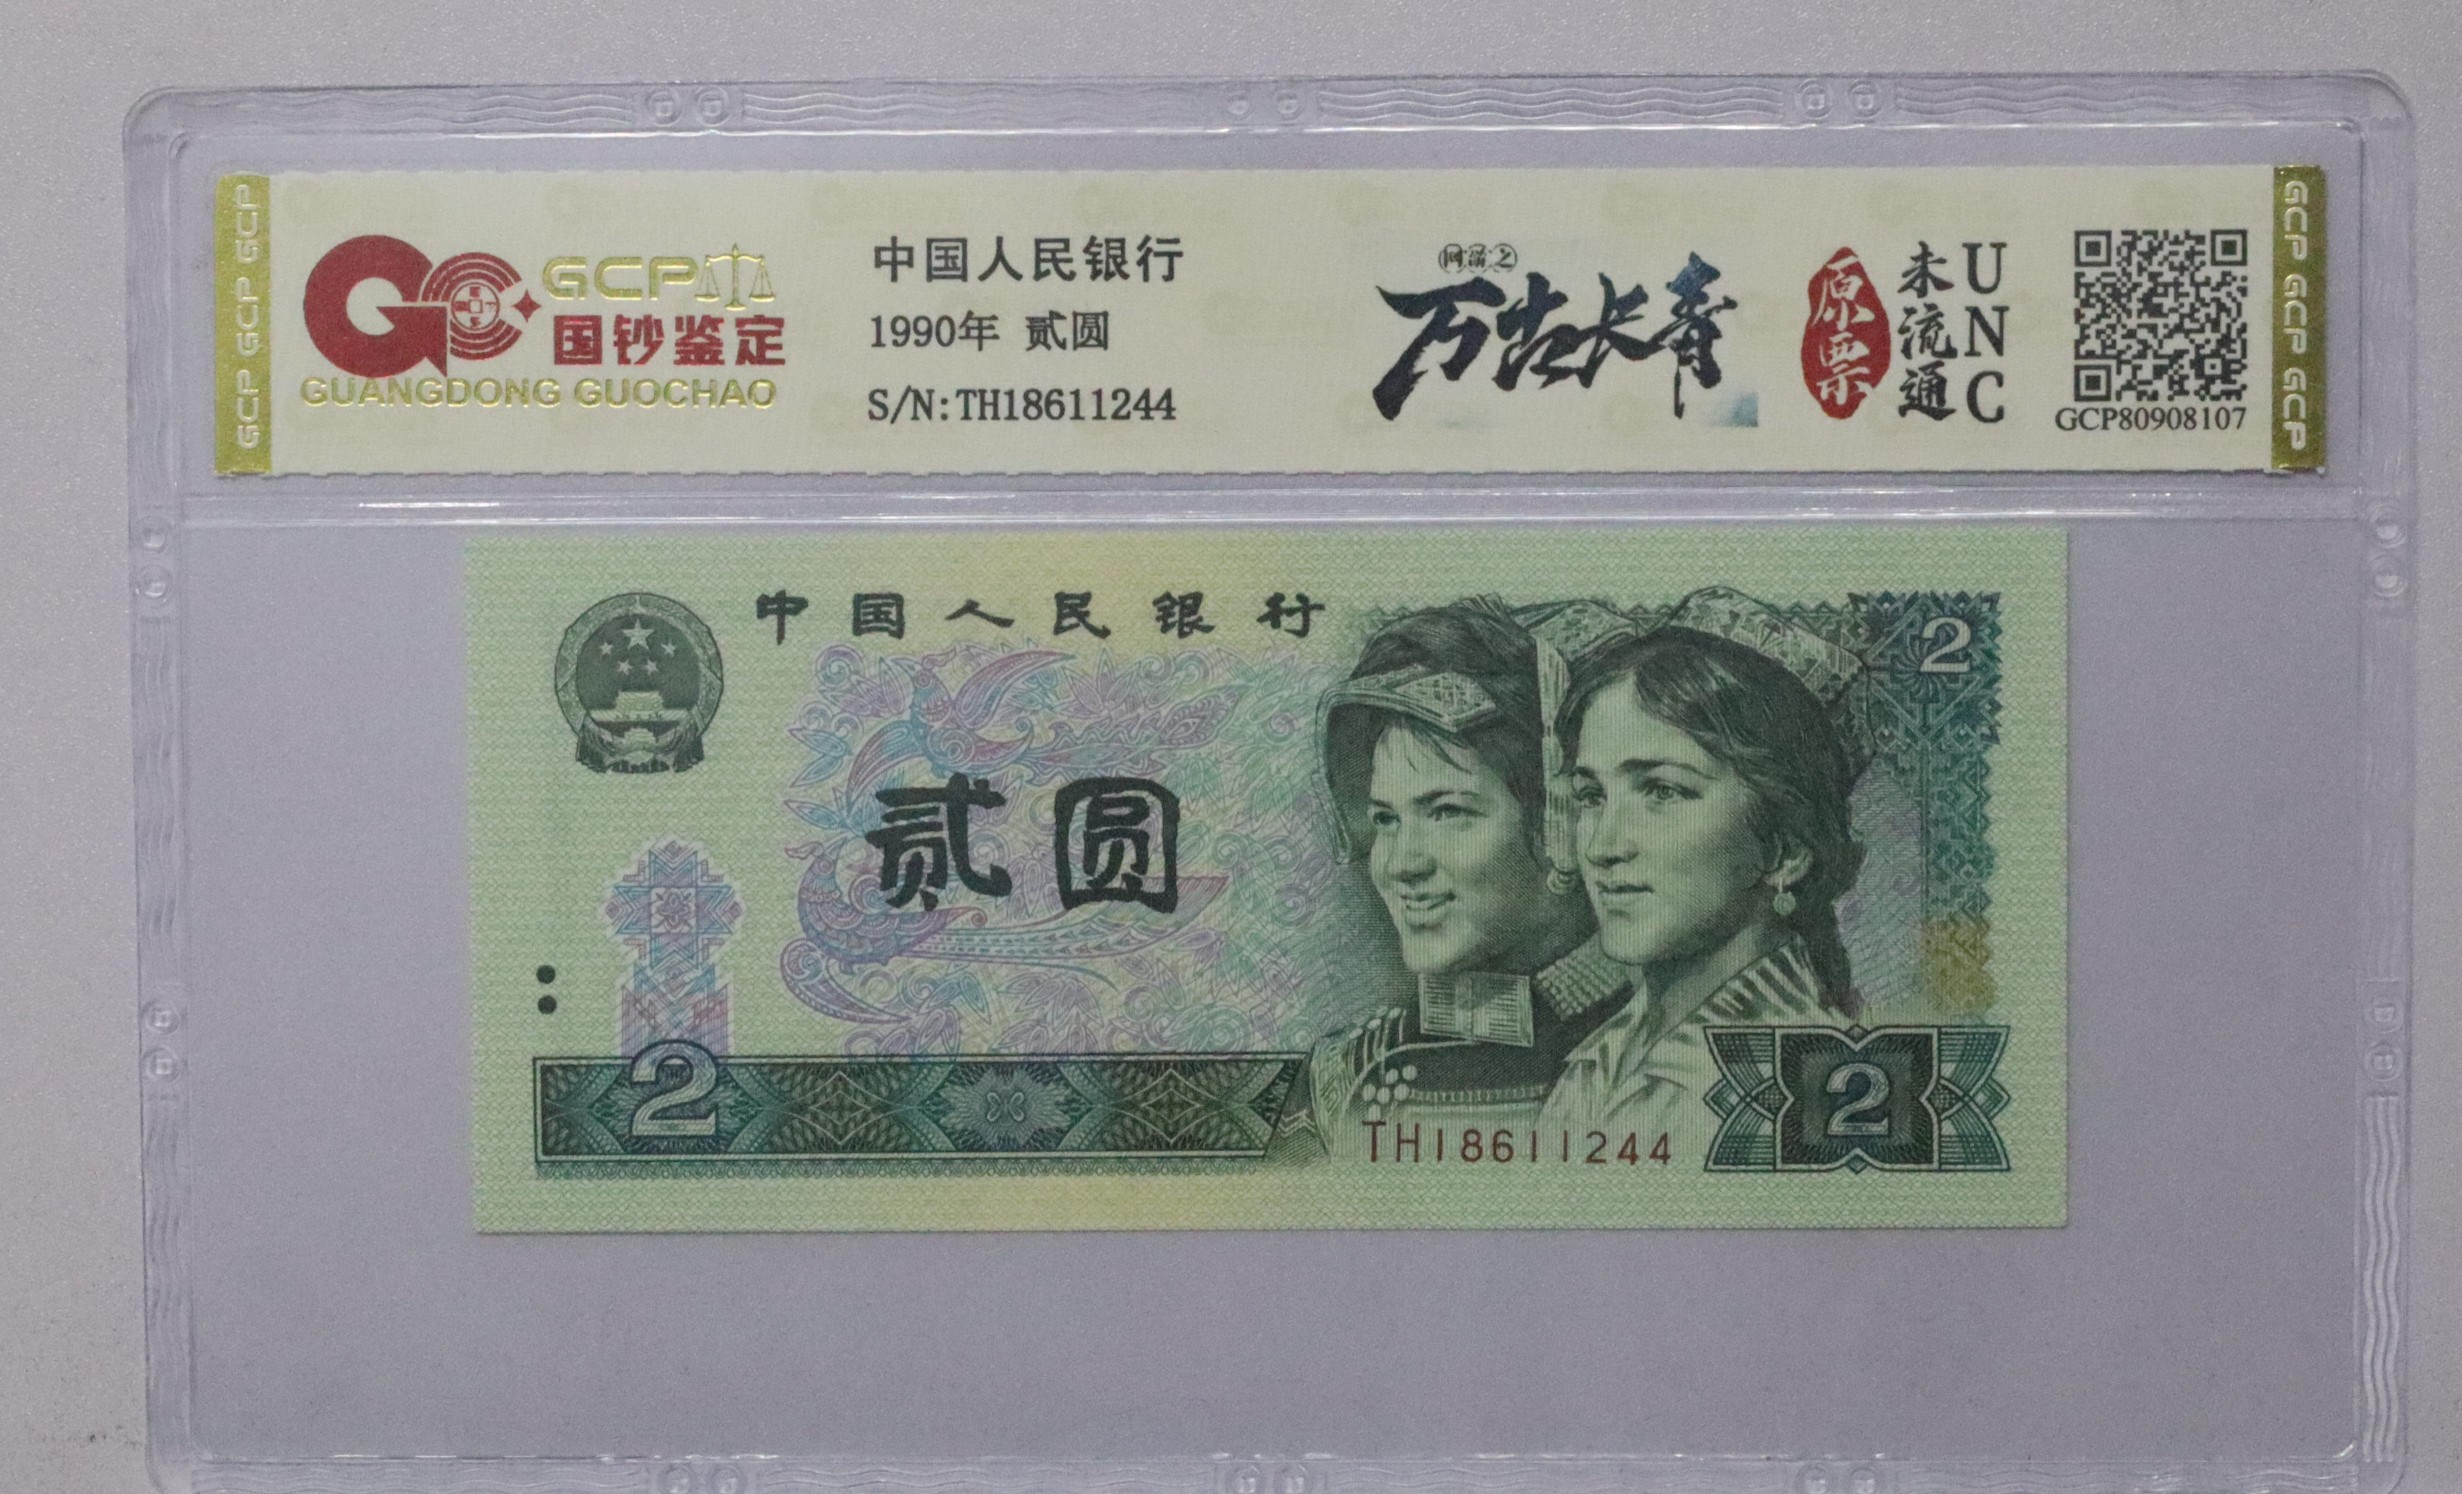 GCP GCP GCP
GCP
国钞鉴定
GUANGDONG GUOCHAO
中国人民银行
1990年 贰圆
S/N:TH18611244
万古长青
原票
未流通
UNC
GCP80908107
GCP GCP GCP
中国人民银行
2
贰圆
2
TH18611244
2